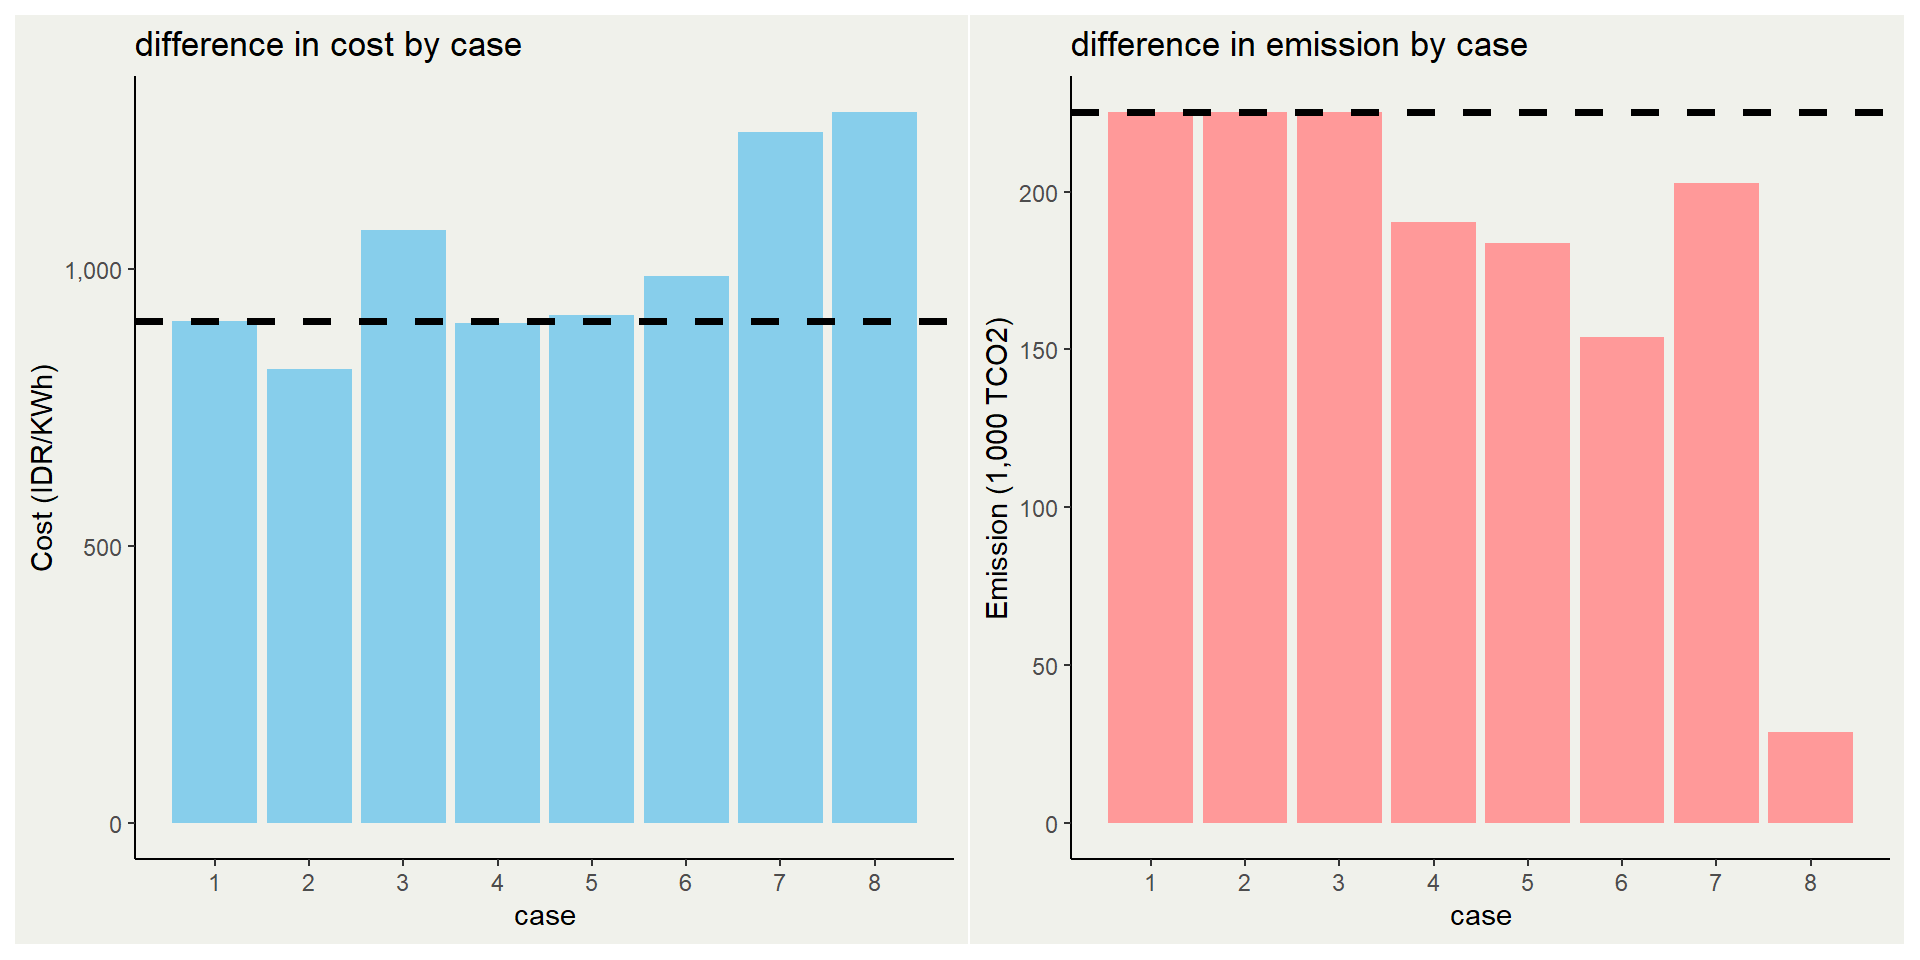 difference in cost by case
Cost (IDR/KWh)
1,000
500
0
1 2 3 4 5 6 7 8
case
difference in emission by case
Emission (1,000 TCO2)
200
150
100
50
0
1 2 3 4 5 6 7 8
case